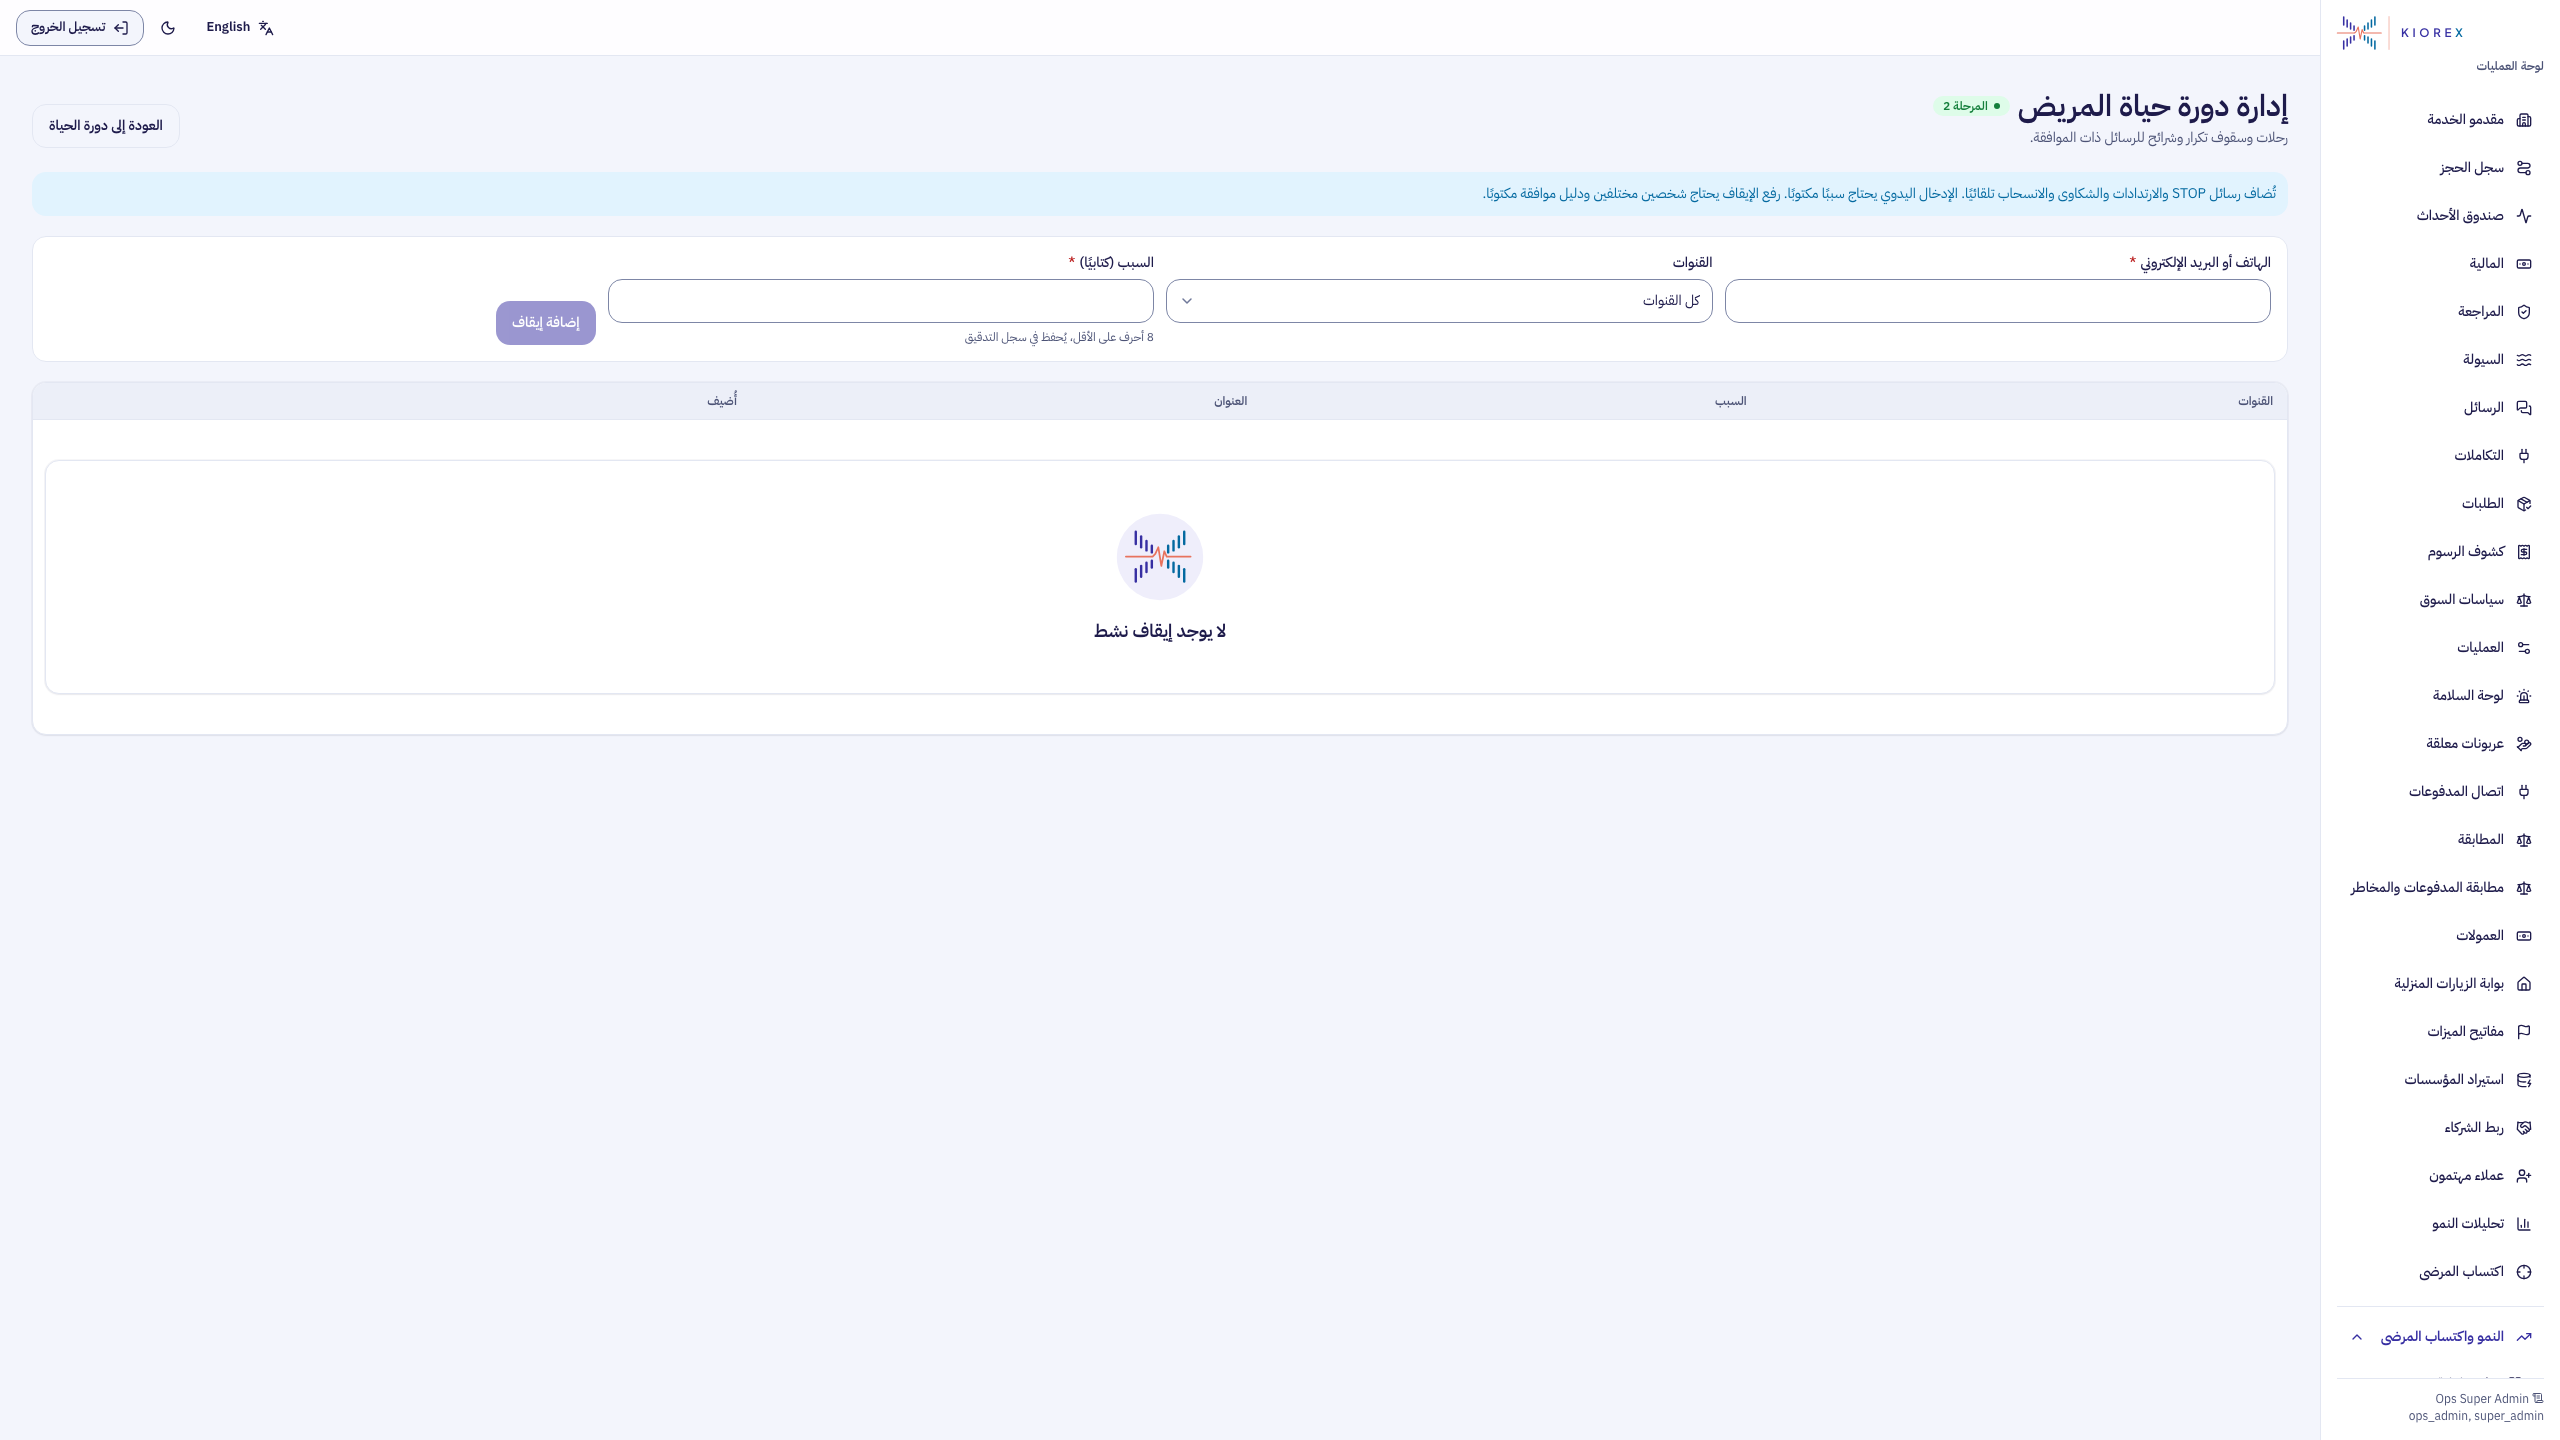 KIOREX
لوحة العمليات
مقدمو الخدمة
سجل الحجز
صندوق الأحداث
المالية
المراجعة
السيولة
الرسائل
التكاملات
الطلبات
كشوف الرسوم
سياسات السوق
العمليات
لوحة السلامة
عربونات معلقة
اتصال المدفوعات
المطابقة
مطابقة المدفوعات والمخاطر
العمولات
بوابة الزيارات المنزلية
مفاتيح الميزات
استيراد المؤسسات
ربط الشركاء
عملاء مهتمون
تحليلات النمو
اكتساب المرضى
النمو واكتساب المرضى
Ops Super Admin
ops_admin, super_admin
English
تسجيل الخروج
إدارة دورة حياة المريض
المرحلة 2
رحلات وسقوف تكرار وشرائح للرسائل ذات الموافقة.
العودة إلى دورة الحياة
تُضاف رسائل STOP والارتدادات والشكاوى والانسحاب تلقائيًا. الإدخال اليدوي يحتاج سببًا مكتوبًا. رفع الإيقاف يحتاج شخصين مختلفين ودليل موافقة مكتوبًا.
الهاتف أو البريد الإلكتروني *
القنوات
كل القنوات
السبب (كتابيًا) *
8 أحرف على الأقل، يُحفظ في سجل التدقيق
إضافة إيقاف
القنوات
السبب
العنوان
أُضيف
لا يوجد إيقاف نشط